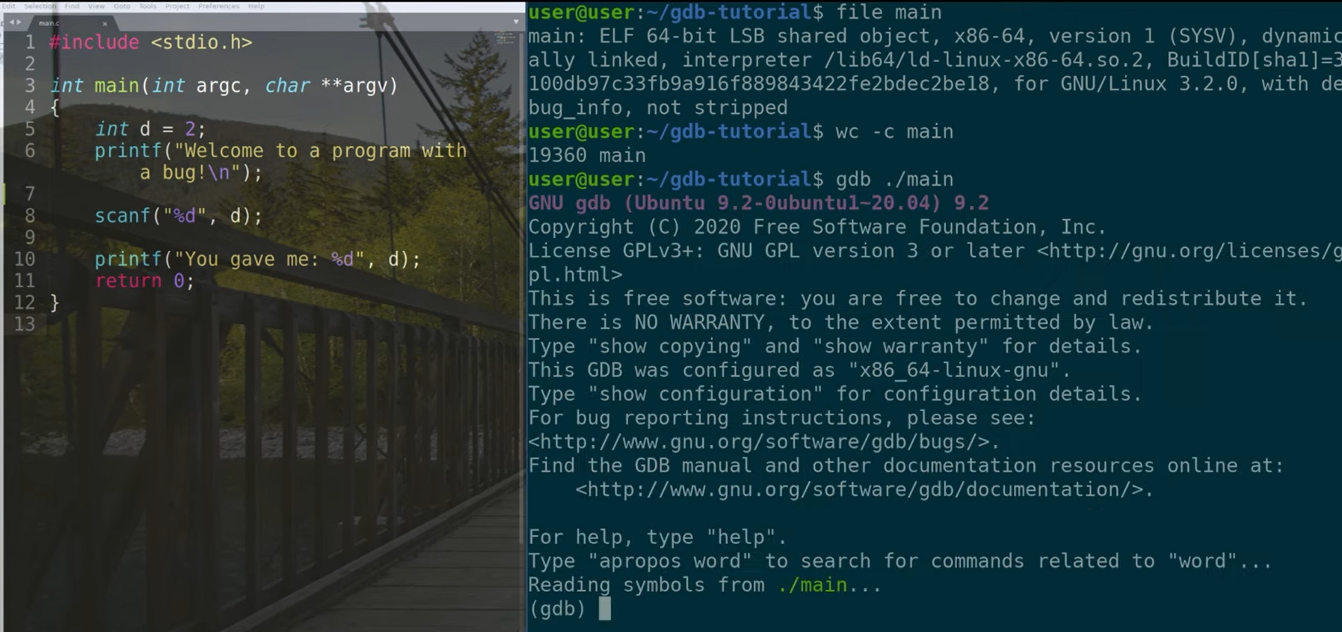 Edit Selection Find View Goto Tools Project Preferences Help
main.c ×
1 #include <stdio.h>
2
3 int main(int argc, char **argv)
4 {
5 int d = 2;
6 printf("Welcome to a program with
a bug!\n");
7
8 scanf("%d", d);
9
10 printf("You gave me: %d", d);
11 return 0;
12 }
13
user@user:~/gdb-tutorial$ file main
main: ELF 64-bit LSB shared object, x86-64, version 1 (SYSV), dynamic
ally linked, interpreter /lib64/ld-linux-x86-64.so.2, BuildID[sha1]=3
100db97c33fb9a916f889843422fe2bdec2be18, for GNU/Linux 3.2.0, with de
bug_info, not stripped
user@user:~/gdb-tutorial$ wc -c main
19360 main
user@user:~/gdb-tutorial$ gdb ./main
GNU gdb (Ubuntu 9.2-0ubuntu1~20.04) 9.2
Copyright (C) 2020 Free Software Foundation, Inc.
License GPLv3+: GNU GPL version 3 or later <http://gnu.org/licenses/g
pl.html>
This is free software: you are free to change and redistribute it.
There is NO WARRANTY, to the extent permitted by law.
Type "show copying" and "show warranty" for details.
This GDB was configured as "x86_64-linux-gnu".
Type "show configuration" for configuration details.
For bug reporting instructions, please see:
<http://www.gnu.org/software/gdb/bugs/>.
Find the GDB manual and other documentation resources online at:
<http://www.gnu.org/software/gdb/documentation/>.
For help, type "help".
Type "apropos word" to search for commands related to "word"...
Reading symbols from ./main...
(gdb)